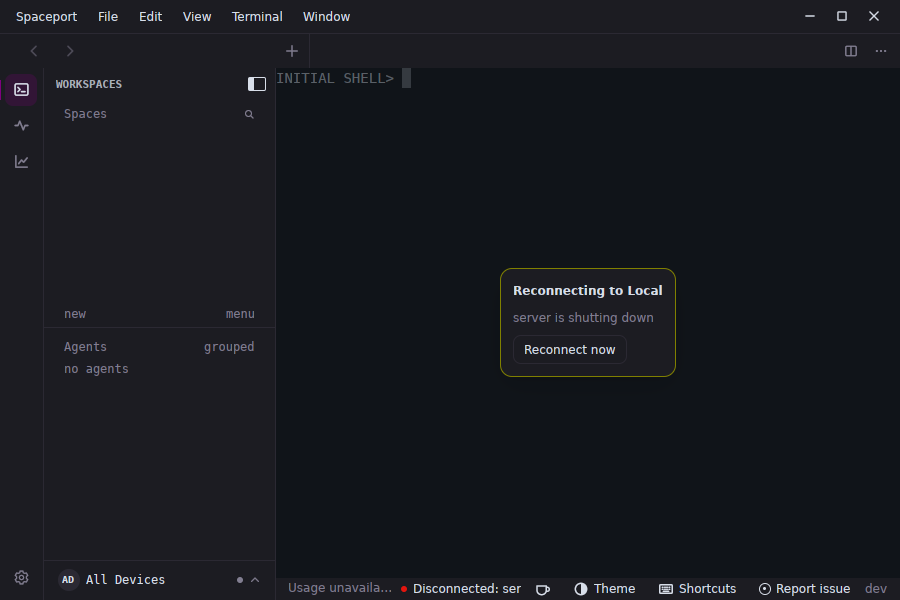 Spaceport File Edit View Terminal Window
WORKSPACES
INITIAL SHELL>
Spaces
new menu
Agents grouped
no agents
Reconnecting to Local
server is shutting down
Reconnect now
AD All Devices
Usage unavaila... Disconnected: ser Theme Shortcuts Report issue dev